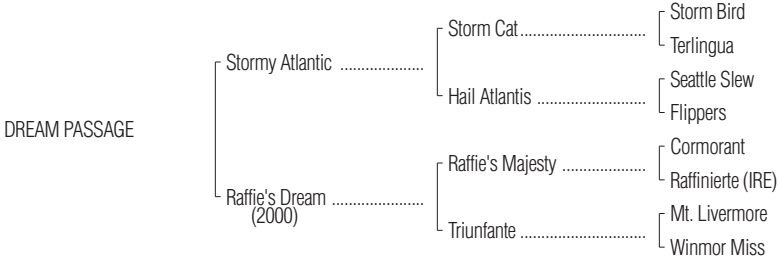 Storm Bird
Storm Cat..............................
Terlingua
Stormy Atlantic ....................
Seattle Slew
Hail Atlantis ..........................
Flippers
DREAM PASSAGE
Cormorant
Raffie's Majesty ....................
Raffinierte (IRE)
Raffie's Dream ......................
(2000)
Mt. Livermore
Triunfante ..............................
Winmor Miss